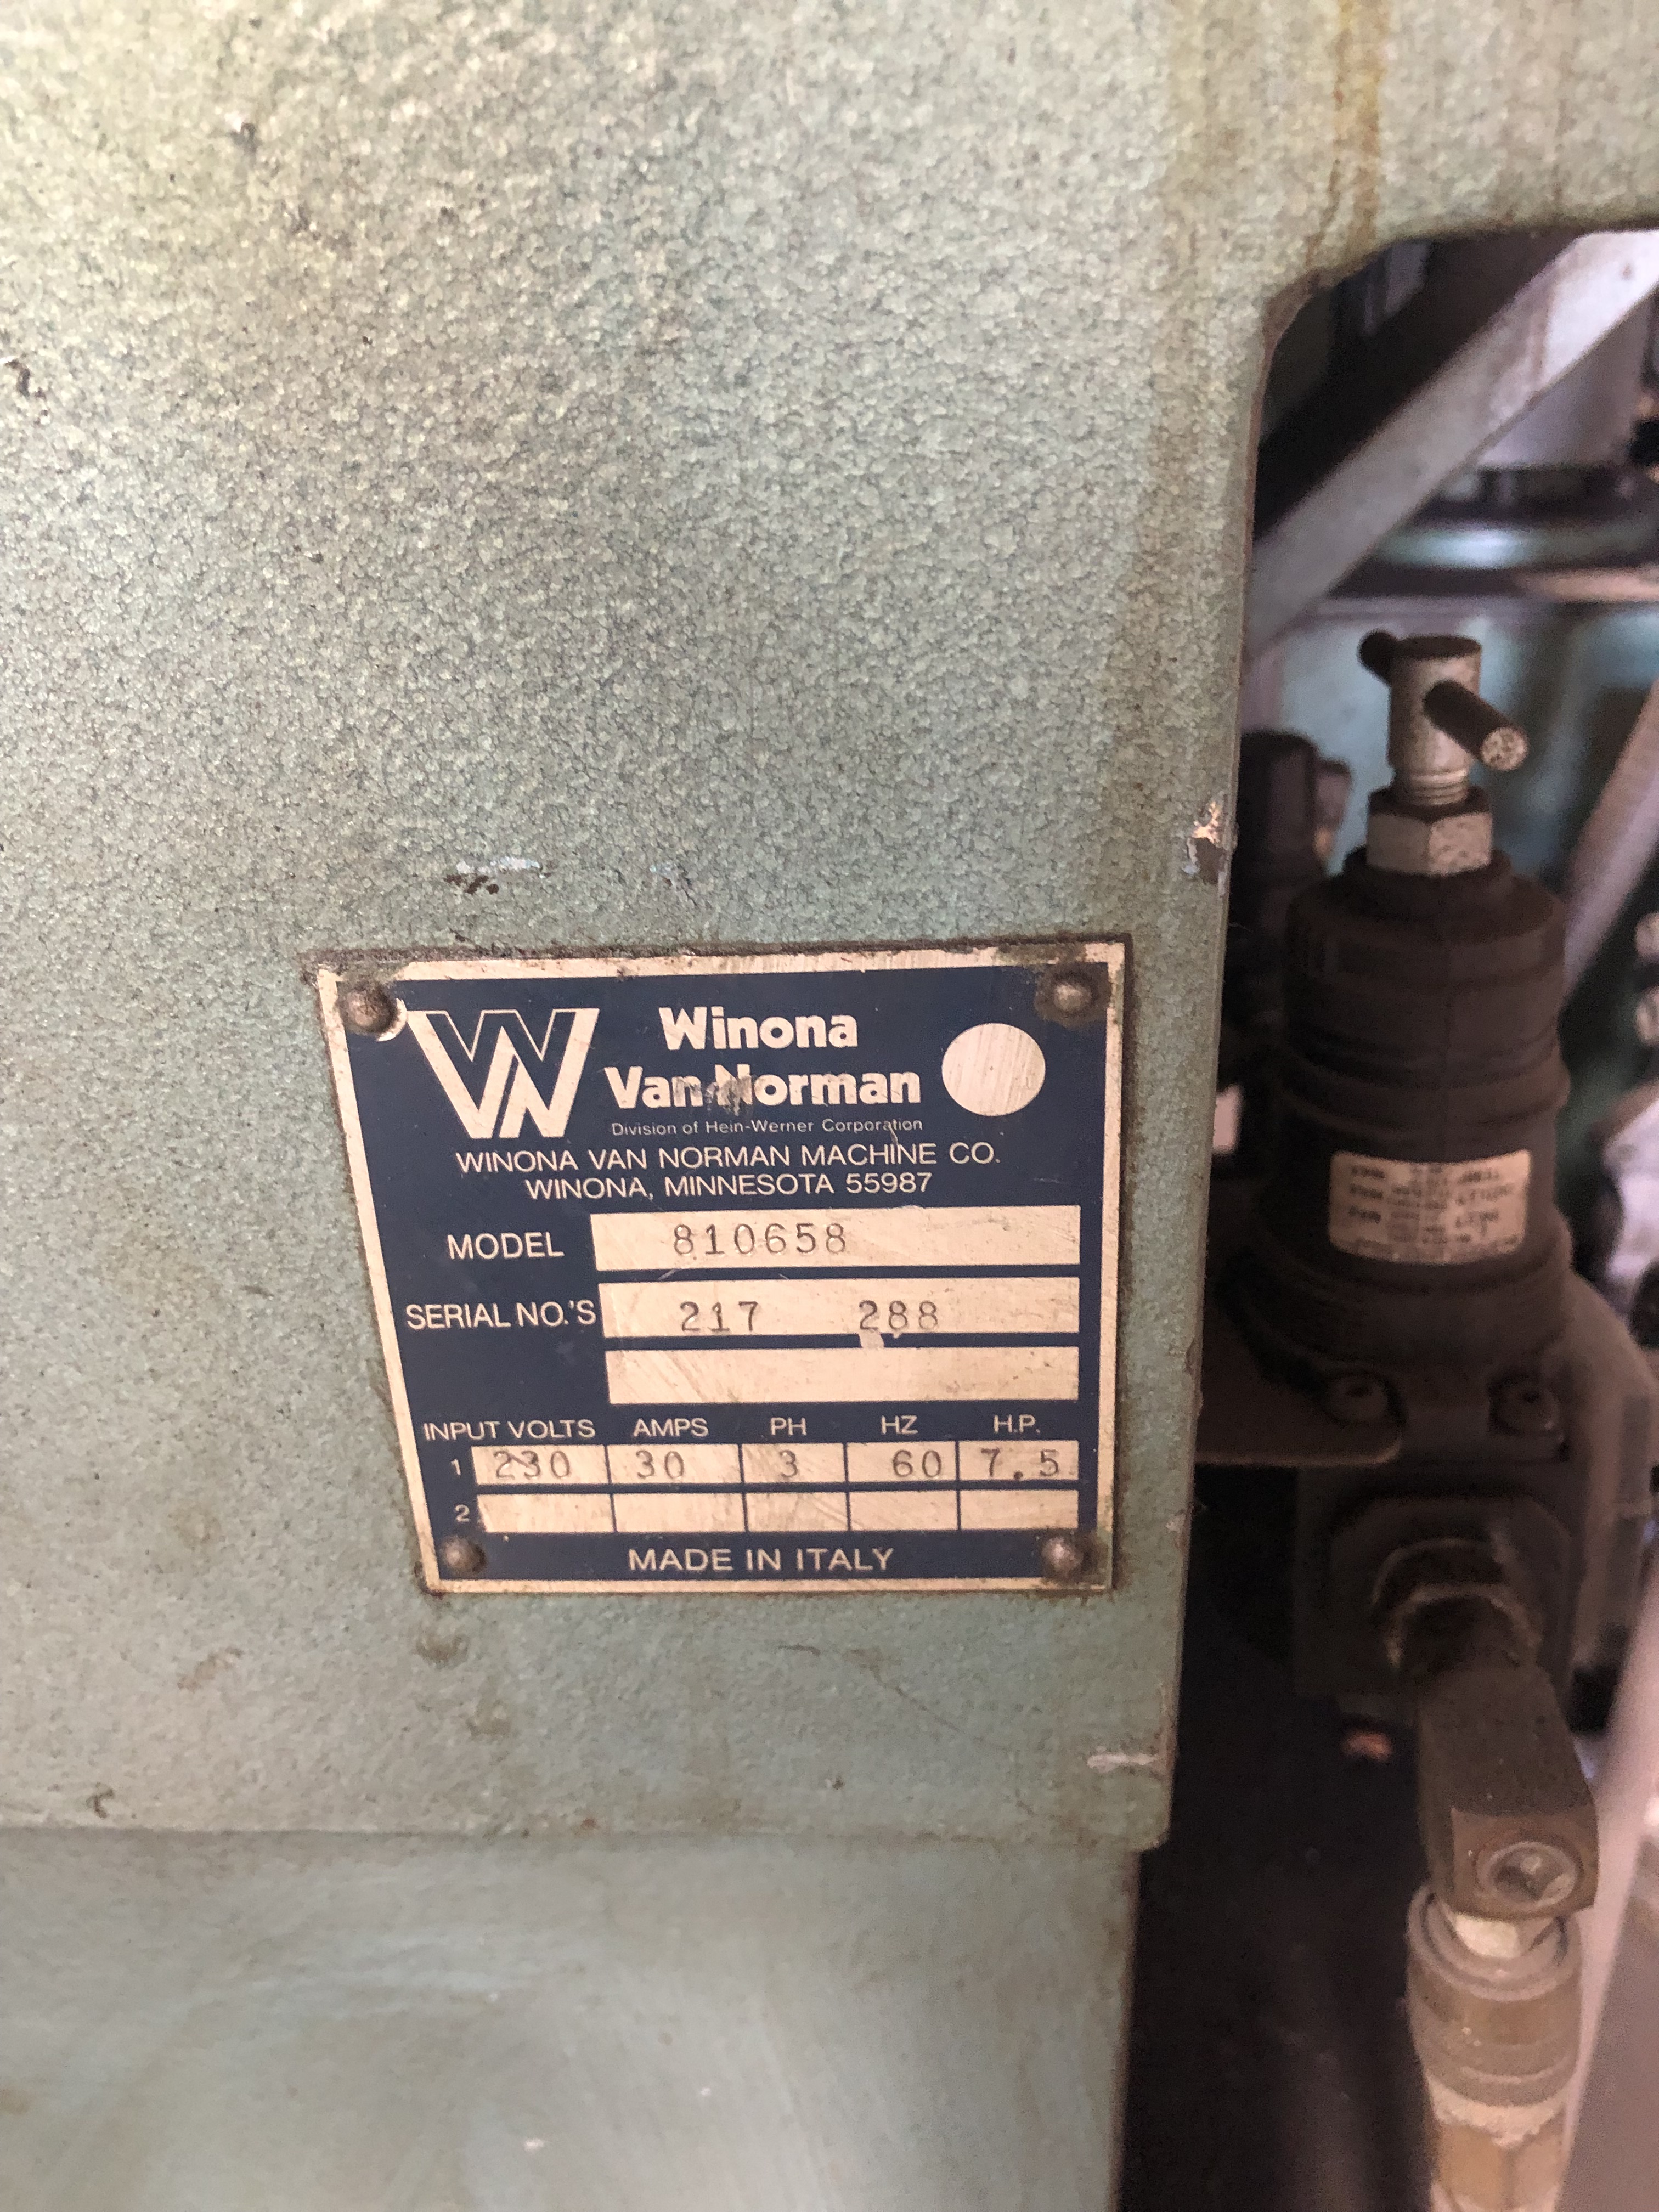 Winona
Van Norman
Division of Hein-Werner Corporation
WINONA VAN NORMAN MACHINE CO.
WINONA, MINNESOTA 55987
MODEL 810658
SERIAL NO.'S 217 288
INPUT VOLTS AMPS PH HZ H.P.
1 230 30 3 60 7.5
2
MADE IN ITALY